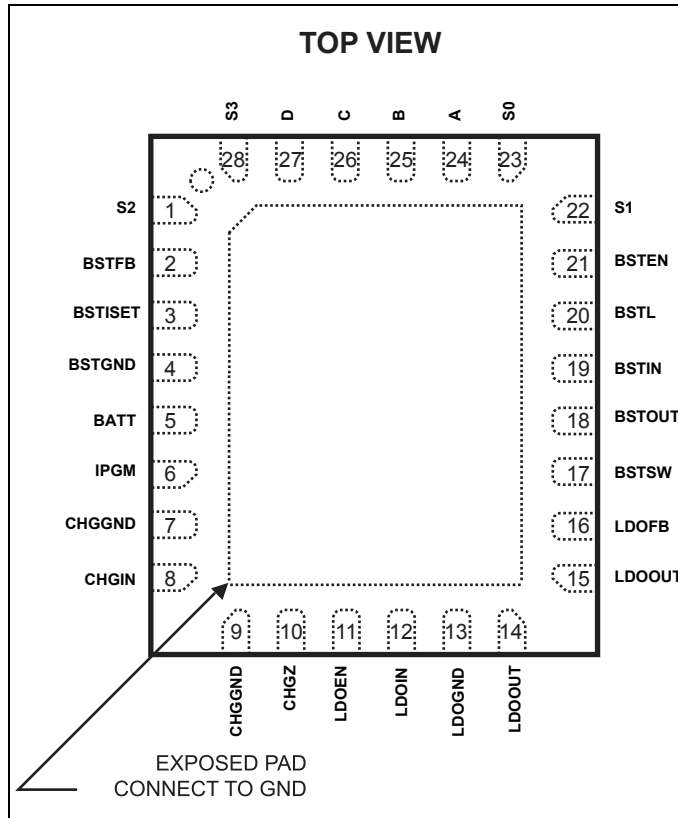 TOP VIEW
S3 D C B A S0
28 27 26 25 24 23
S2 1 22 S1
BSTFB 2 21 BSTEN
BSTISET 3 20 BSTL
BSTGND 4 19 BSTIN
BATT 5 18 BSTOUT
IPGM 6 17 BSTSW
CHGGND 7 16 LDOFB
CHGIN 8 15 LDOOUT
9 10 11 12 13 14
CHGGND CHGZ LDOEN LDOIN LDOGND LDOOUT
EXPOSED PAD
CONNECT TO GND